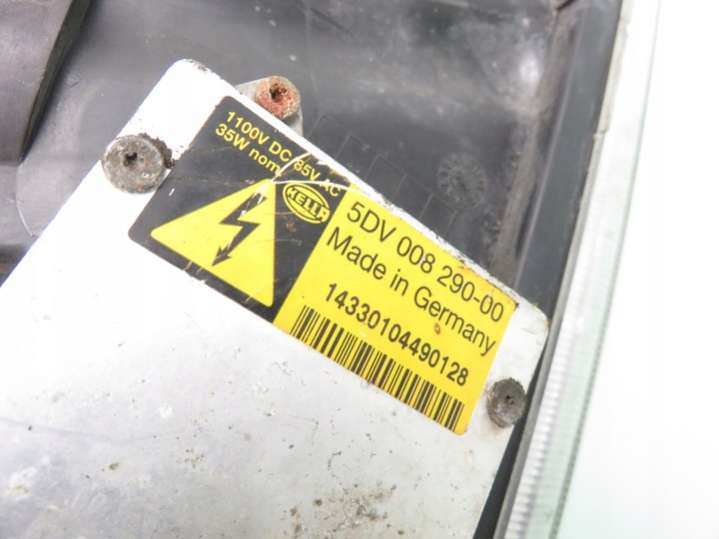 1100V DC/85V AC
35W nom.
HELLA
5DV 008 290-00
Made in Germany
14330104490128